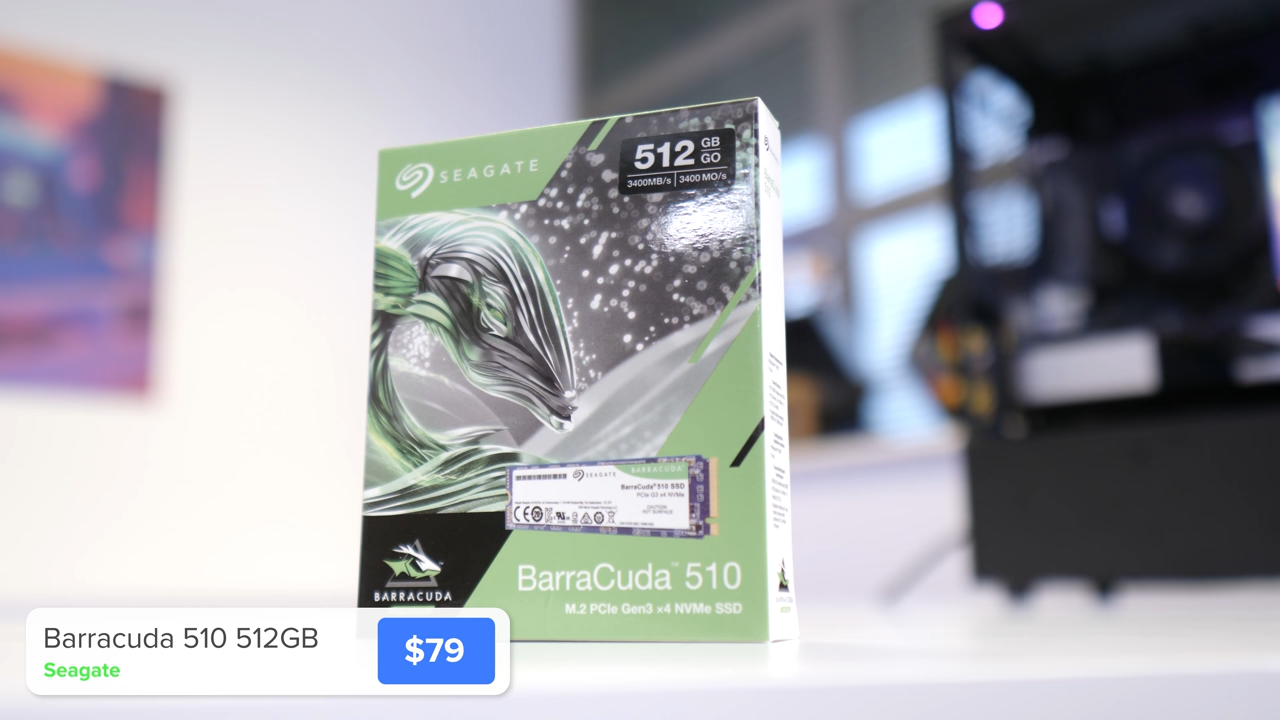 SEAGATE
512 GB GO
3400MB/s | 3400 MO/s
SEAGATE
BARRACUDA
BarraCuda® 510 SSD
PCIe G3 x4 NVMe
CAUTION
HOT SURFACE
BarraCuda™ 510
M.2 PCIe Gen3 x4 NVMe SSD
BARRACUDA
Barracuda 510 512GB
Seagate
$79